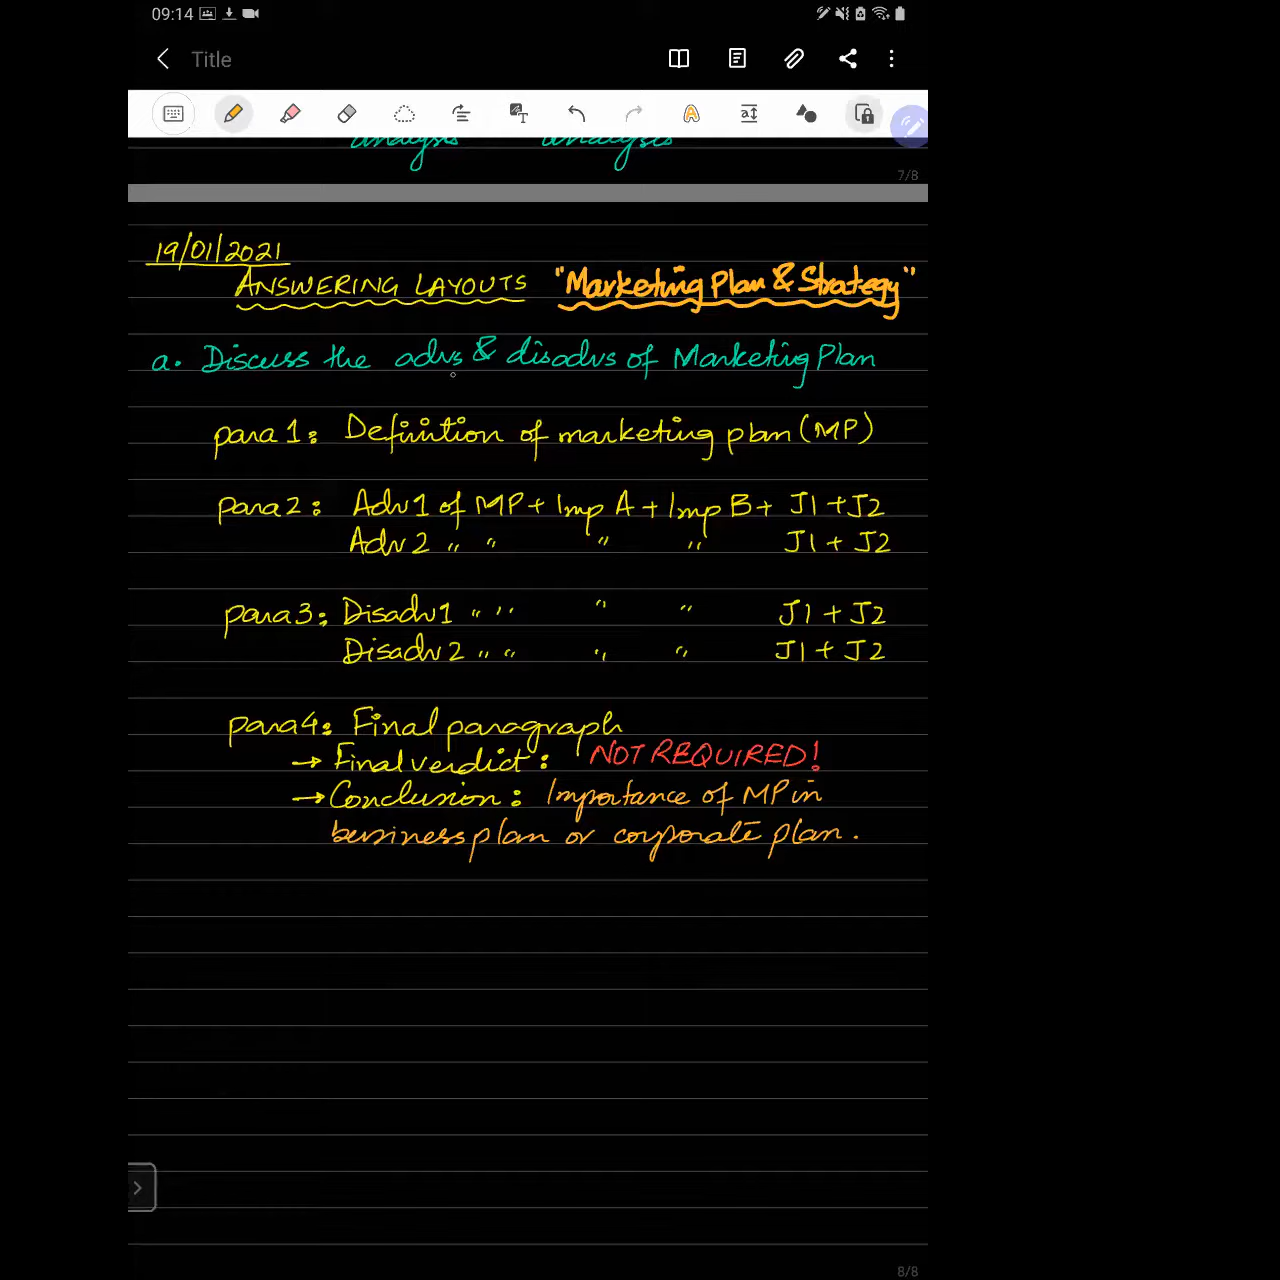 09:14
Title
analysis analysis
7/8
19/01/2021
ANSWERING LAYOUTS "Marketing Plan & Strategy"
a. Discuss the advs & disadvs of Marketing Plan
para 1: Definition of marketing plan (MP)
para 2: Adv 1 of MP + Imp A + Imp B + J1 + J2
Adv 2 " " " " J1 + J2
para 3: Disadv 1 " " " " J1 + J2
Disadv 2 " " " " J1 + J2
para 4: Final paragraph
→ Final verdict: NOT REQUIRED!
→ Conclusion: Importance of MP in
business plan or corporate plan.
8/8